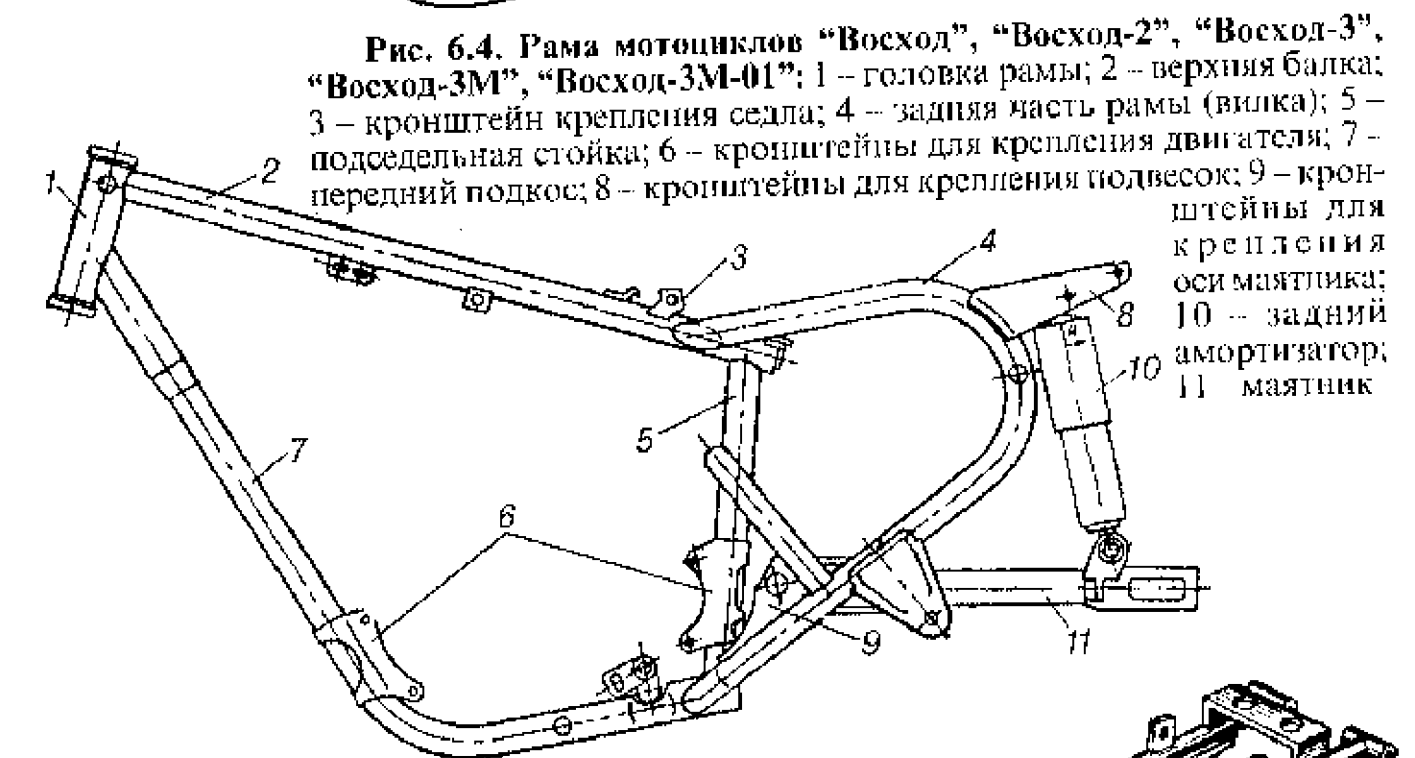 Рис. 6.4. Рама мотоциклов “Восход”, “Восход-2”, “Восход-3”,
“Восход-3М”, “Восход-3М-01”: 1 – головка рамы; 2 – верхняя балка;
3 – кронштейн крепления седла; 4 – задняя часть рамы (вилка); 5 –
подседельная стойка; 6 – кронштейны для крепления двигателя; 7 –
передний подкос; 8 – кронштейны для крепления подвесок; 9 – крон-
штейны для
крепления
оси маятника;
10 – задний
амортизатор;
11 маятник
1
2
3
4
8
10
5
7
6
9
11